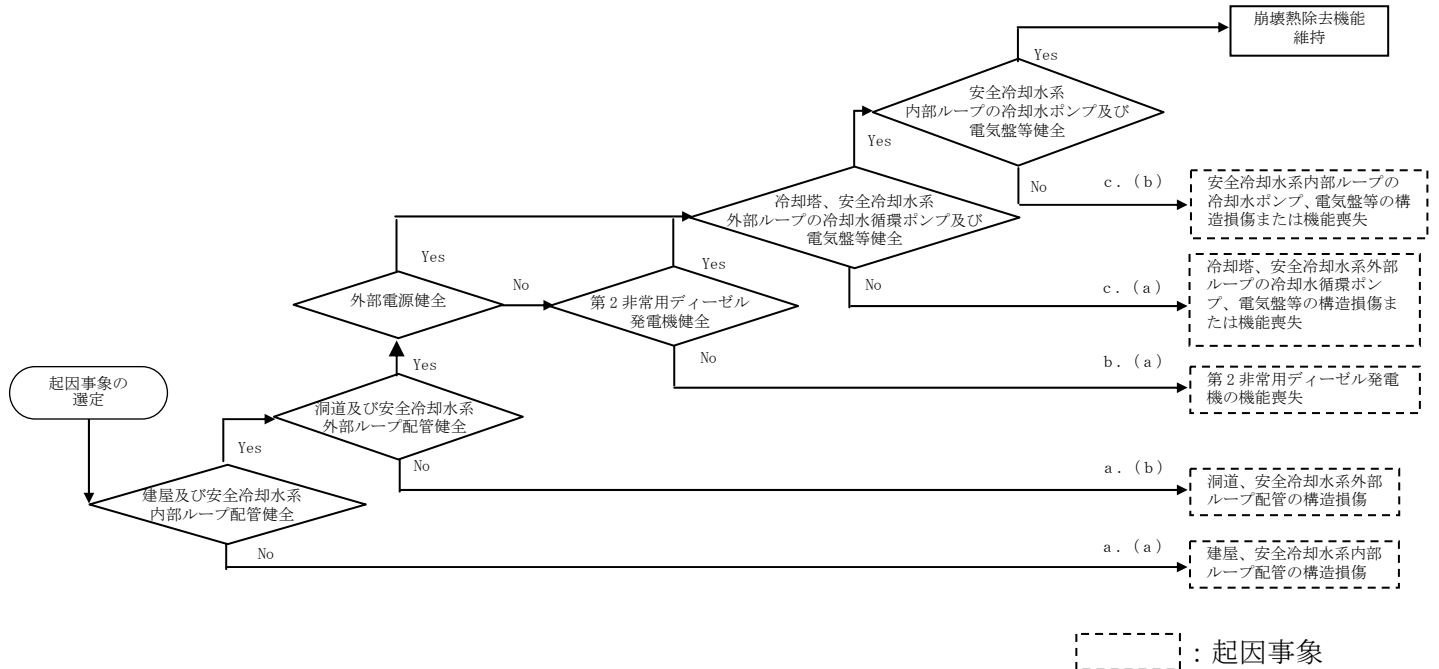 崩壊熱除去機能
維持
Yes
安全冷却水系
内部ループの冷却水ポンプ及び
電気盤等健全
Yes
No
c.(b)
安全冷却水系内部ループの
冷却水ポンプ、電気盤等の構
造損傷または機能喪失
冷却塔、安全冷却水系
外部ループの冷却水循環ポンプ及び
電気盤等健全
Yes
Yes
No
c.(a)
冷却塔、安全冷却水系外部
ループの冷却水循環ポン
プ、電気盤等の構造損傷ま
たは機能喪失
外部電源健全
No
第2非常用ディーゼル
発電機健全
No
b.(a)
第2非常用ディーゼル発電
機の機能喪失
Yes
起因事象の
選定
洞道及び安全冷却水系
外部ループ配管健全
Yes
No
a.(b)
洞道、安全冷却水系外部
ループ配管の構造損傷
建屋及び安全冷却水系
内部ループ配管健全
No
a.(a)
建屋、安全冷却水系内部
ループ配管の構造損傷
:起因事象